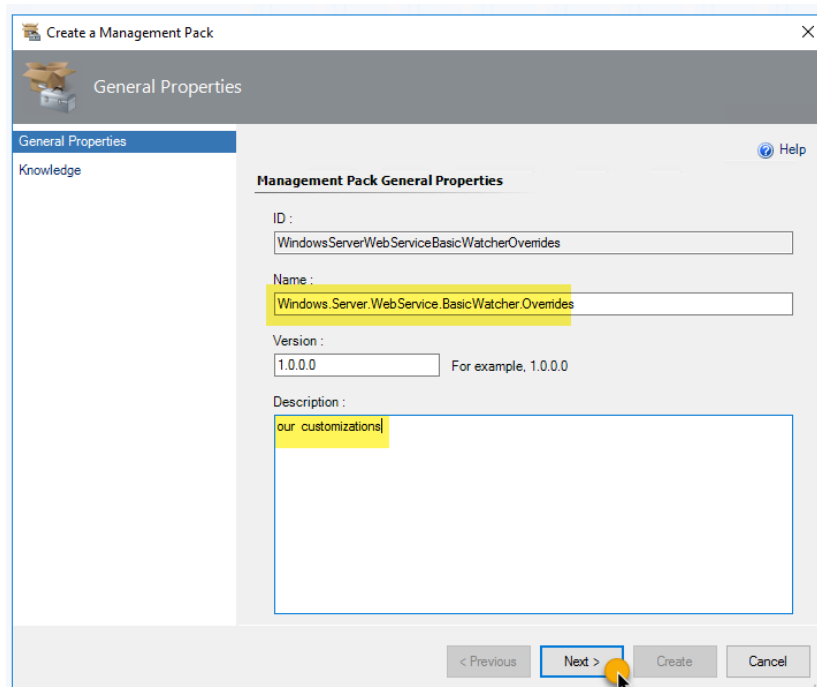 Create a Management Pack
General Properties
General Properties
Knowledge
Help
Management Pack General Properties
ID :
WindowsServerWebServiceBasicWatcherOverrides
Name :
Windows.Server.WebService.BasicWatcher.Overrides
Version :
1.0.0.0
For example, 1.0.0.0
Description :
our customizations
< Previous
Next >
Create
Cancel